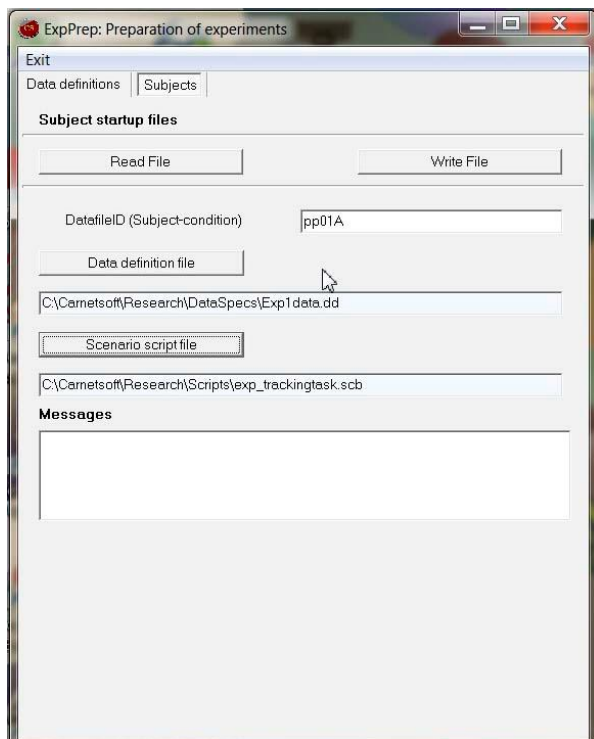 ExpPrep: Preparation of experiments
Exit
Data definitions Subjects
Subject startup files
Read File Write File
DatafileID (Subject-condition) pp01A
Data definition file
C:\Carnetsoft\Research\DataSpecs\Exp1data.dd
Scenario script file
C:\Carnetsoft\Research\Scripts\exp_trackingtask.scb
Messages